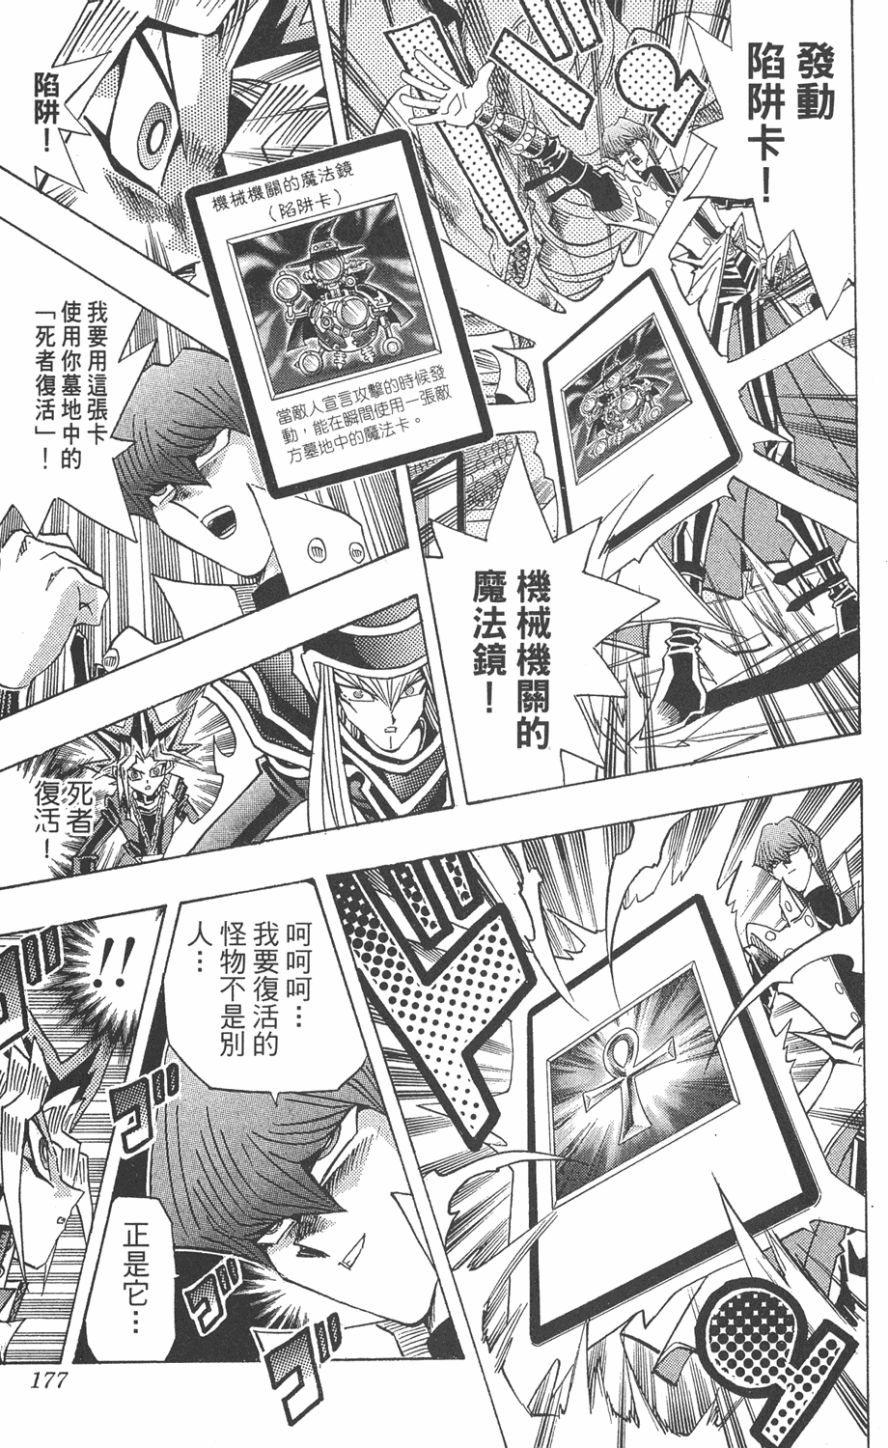 發動
陷阱卡！
陷阱！
機械機關的魔法鏡
（陷阱卡）
當敵人宣言攻擊的時候發
動，能在瞬間使用一張敵
方墓地中的魔法卡。
機械機關的
魔法鏡！
我要用這張卡
使用你墓地中的
「死者復活」！
死者
復活！
呵呵呵…
我要復活的
怪物不是別
人…
!!
正是它…
ゴ
ゴ
ゴ
177